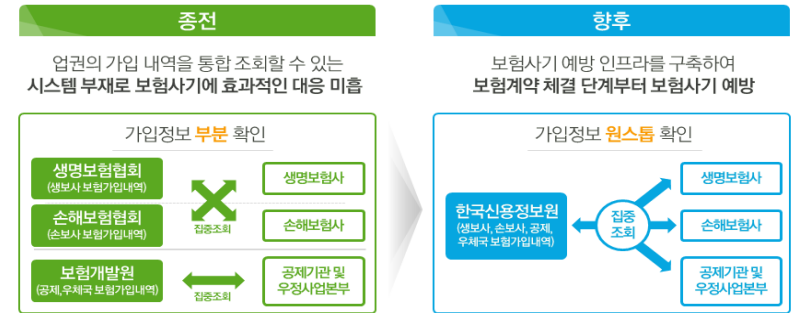 종전
업권의 가입 내역을 통합 조회할 수 있는
시스템 부재로 보험사기에 효과적인 대응 미흡
가입정보 부분 확인
생명보험협회
(생보사 보험가입내역)
손해보험협회
(손보사 보험가입내역)
집중조회
생명보험사
손해보험사
보험개발원
(공제,우체국 보험가입내역)
집중조회
공제기관 및
우정사업본부
향후
보험사기 예방 인프라를 구축하여
보험계약 체결 단계부터 보험사기 예방
가입정보 원스톱 확인
한국신용정보원
(생보사, 손보사, 공제,
우체국 보험가입내역)
집중
조회
생명보험사
손해보험사
공제기관 및
우정사업본부